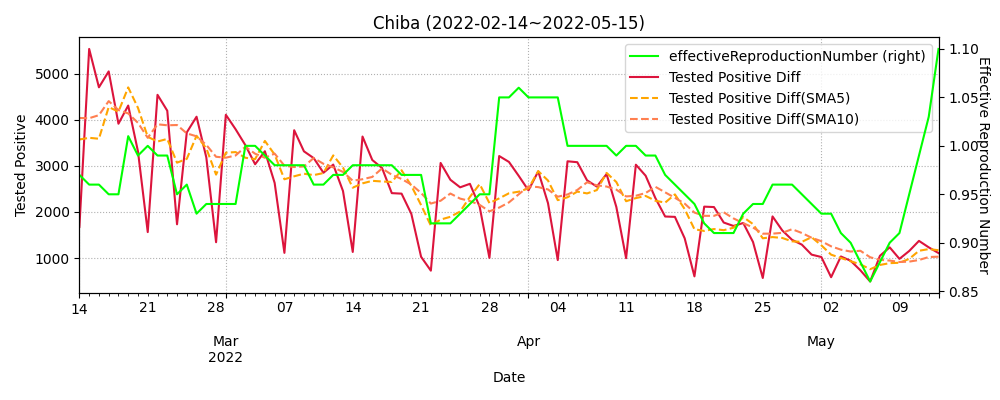 Chiba (2022-02-14~2022-05-15)
effectiveReproductionNumber (right)
Tested Positive Diff
Tested Positive Diff(SMA5)
Tested Positive Diff(SMA10)
Tested Positive
5000
4000
3000
2000
1000
1.10
1.05
1.00
0.95
0.90
0.85
Effective Reproduction Number
14 21 28 07 14 21 28 04 11 18 25 02 09
Mar Apr May
2022
Date